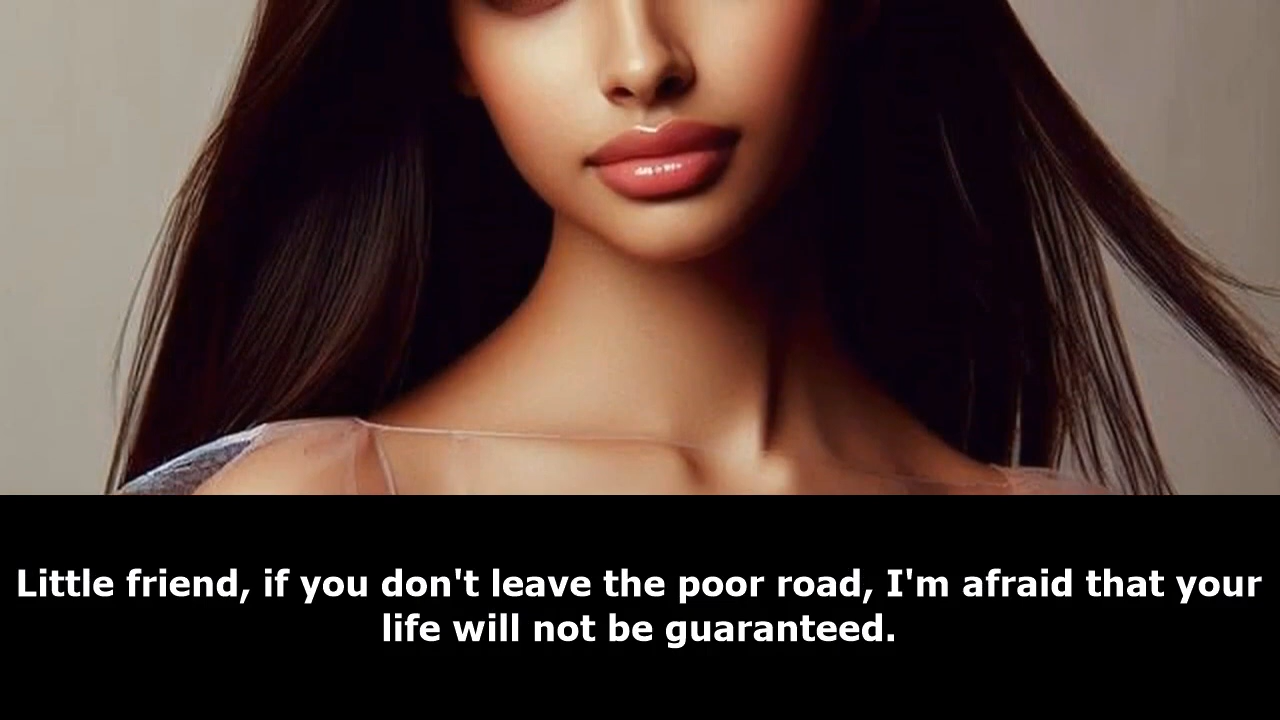 Little friend, if you don't leave the poor road, I'm afraid that your
life will not be guaranteed.